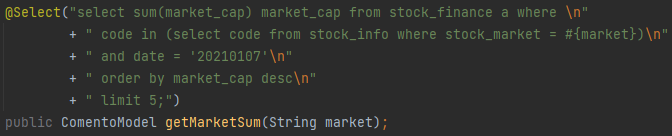 @Select("select sum(market_cap) market_cap from stock_finance a where \n"
+ " code in (select code from stock_info where stock_market = #{market})\n"
+ " and date = '20210107'\n"
+ " order by market_cap desc\n"
+ " limit 5;")
public ComentoModel getMarketSum(String market);